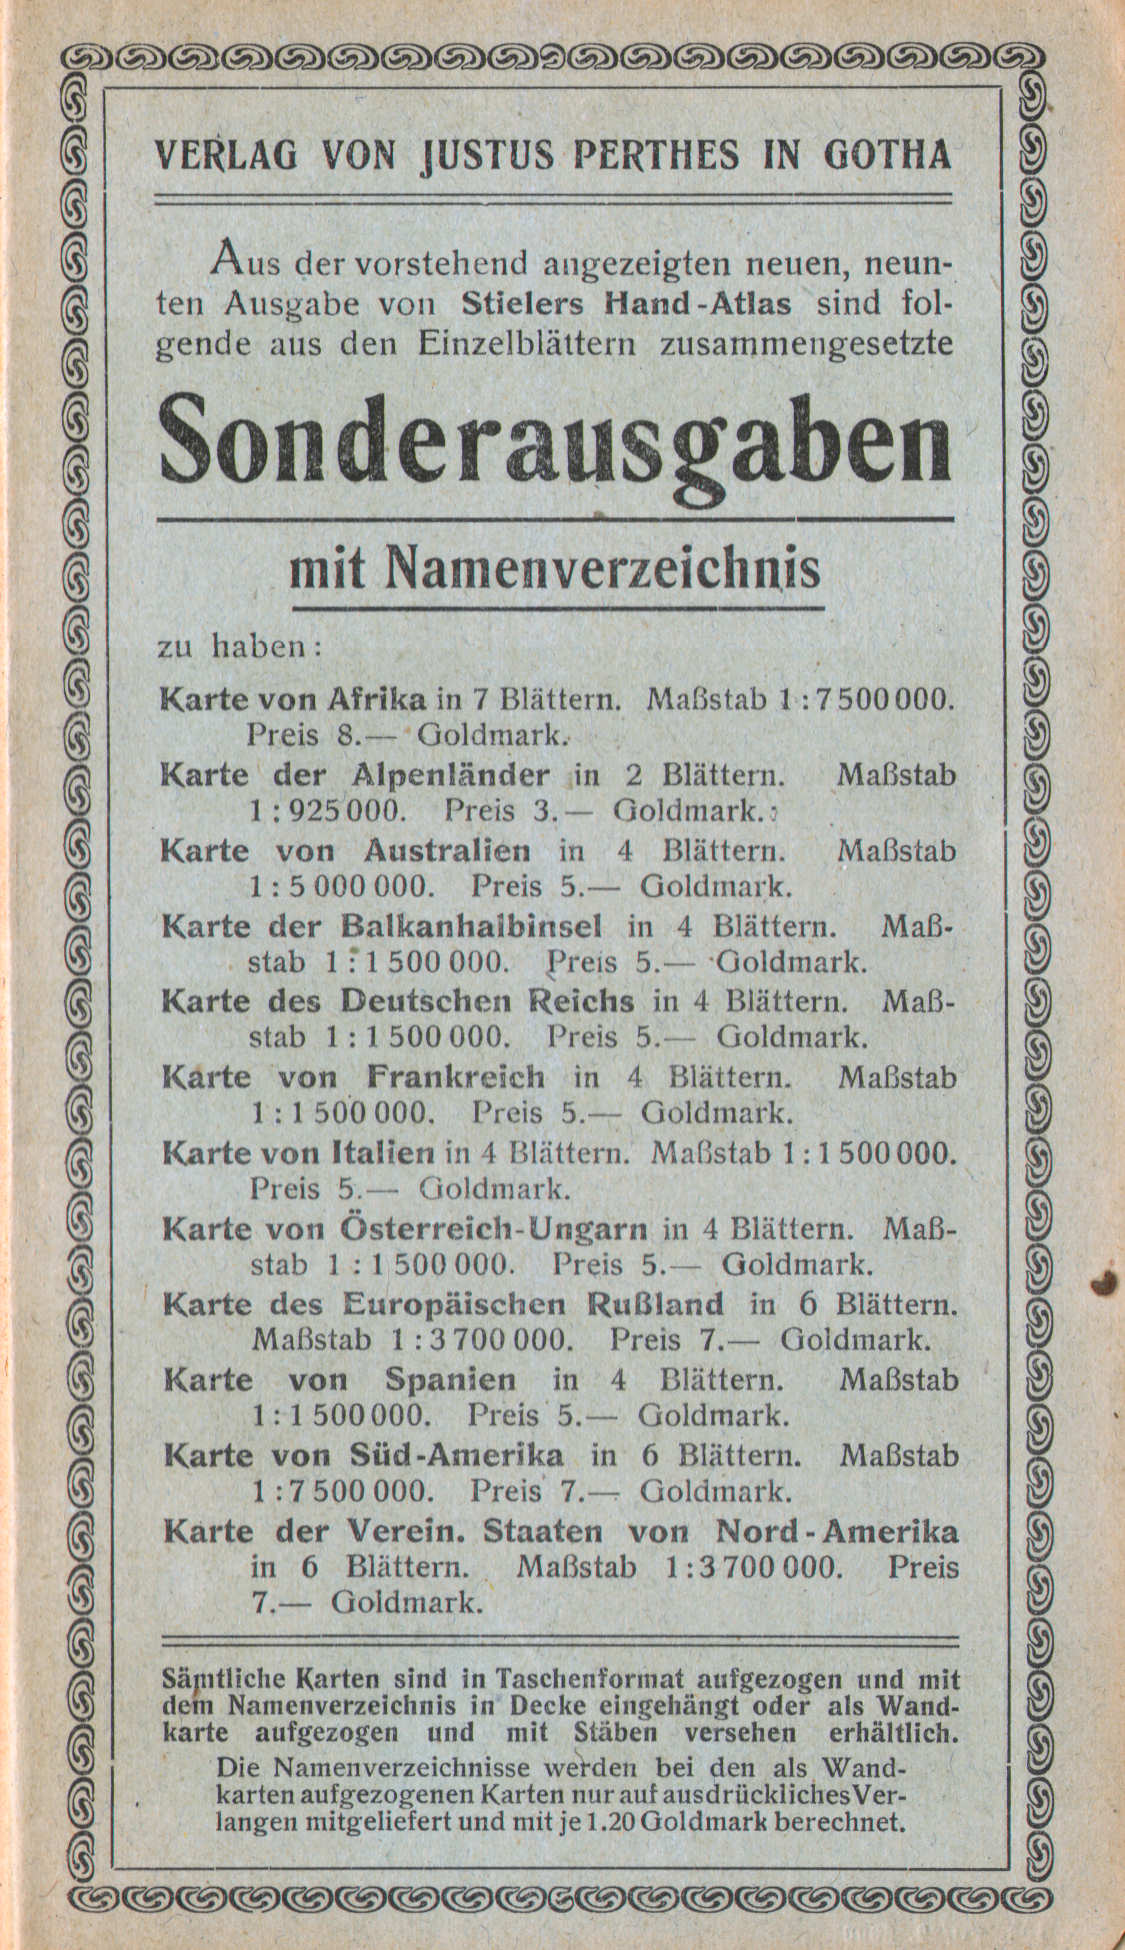 VERLAG VON JUSTUS PERTHES IN GOTHA
Aus der vorstehend angezeigten neuen, neun-
ten Ausgabe von Stielers Hand-Atlas sind fol-
gende aus den Einzelblättern zusammengesetzte
Sonderausgaben
mit Namenverzeichnis
zu haben:
Karte von Afrika in 7 Blättern. Maßstab 1:7500000.
Preis 8.— Goldmark.
Karte der Alpenländer in 2 Blättern. Maßstab
1:925000. Preis 3.— Goldmark.
Karte von Australien in 4 Blättern. Maßstab
1:5000000. Preis 5.— Goldmark.
Karte der Balkanhalbinsel in 4 Blättern. Maß-
stab 1:1500000. Preis 5.— Goldmark.
Karte des Deutschen Reichs in 4 Blättern. Maß-
stab 1:1500000. Preis 5.— Goldmark.
Karte von Frankreich in 4 Blättern. Maßstab
1:1500000. Preis 5.— Goldmark.
Karte von Italien in 4 Blättern. Maßstab 1:1500000.
Preis 5.— Goldmark.
Karte von Österreich-Ungarn in 4 Blättern. Maß-
stab 1:1500000. Preis 5.— Goldmark.
Karte des Europäischen Rußland in 6 Blättern.
Maßstab 1:3700000. Preis 7.— Goldmark.
Karte von Spanien in 4 Blättern. Maßstab
1:1500000. Preis 5.— Goldmark.
Karte von Süd-Amerika in 6 Blättern. Maßstab
1:7500000. Preis 7.— Goldmark.
Karte der Verein. Staaten von Nord-Amerika
in 6 Blättern. Maßstab 1:3700000. Preis
7.— Goldmark.
Sämtliche Karten sind in Taschenformat aufgezogen und mit
dem Namenverzeichnis in Decke eingehängt oder als Wand-
karte aufgezogen und mit Stäben versehen erhältlich.
Die Namenverzeichnisse werden bei den als Wand-
karten aufgezogenen Karten nur auf ausdrückliches Ver-
langen mitgeliefert und mit je 1.20 Goldmark berechnet.